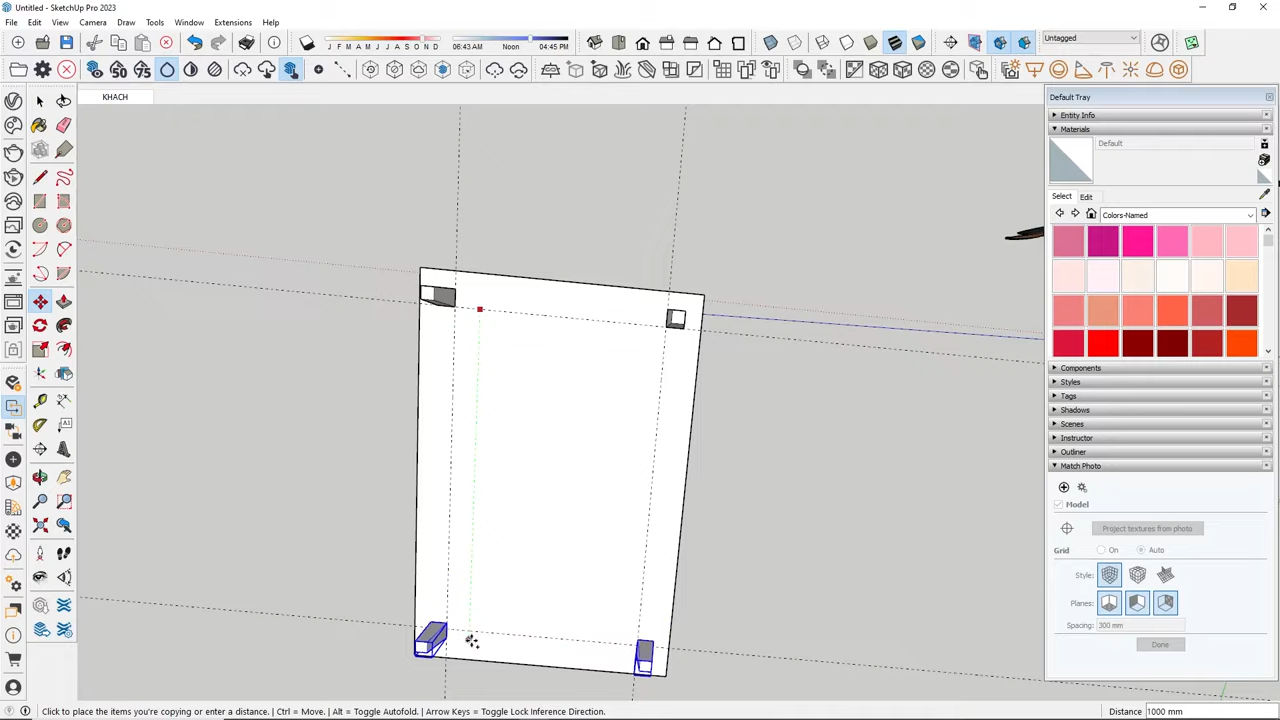 Untitled - SketchUp Pro 2023
File Edit View Camera Draw Tools Window Extensions Help
J F M A M J J A S O N D
06:43 AM Noon 04:45 PM
Untagged
50 75
KHACH
Default Tray
Entity Info
Materials
Default
Select Edit
Colors-Named
Components
Styles
Tags
Shadows
Scenes
Instructor
Outliner
Match Photo
Model
Project textures from photo
Grid On Auto
Style:
Planes:
Spacing: 300 mm
Done
Click to place the items you're copying or enter a distance. | Ctrl = Move. | Alt = Toggle Autofold. | Arrow Keys = Toggle Lock Inference Direction.
Distance 1000 mm